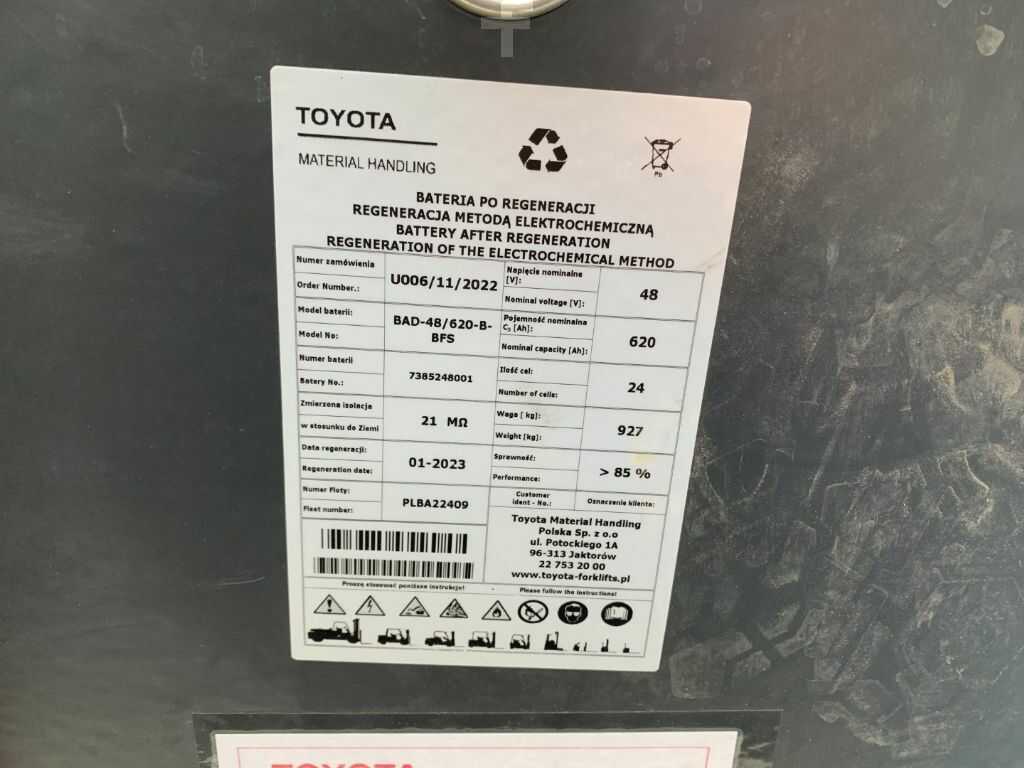 TOYOTA
MATERIAL HANDLING
Pb
BATERIA PO REGENERACJI
REGENERACJA METODĄ ELEKTROCHEMICZNĄ
BATTERY AFTER REGENERATION
REGENERATION OF THE ELECTROCHEMICAL METHOD
Numer zamówienia
Order Number.:
U006/11/2022
Napięcie nominalne
[V]:
Nominal voltage [V]:
48
Model baterii:
Model No:
BAD-48/620-B-
BFS
Pojemność nominalna
C₅ [Ah]:
Nominal capacity [Ah]:
620
Numer baterii
Batery No.:
7385248001
Ilość cel:
Number of cells:
24
Zmierzona izolacja
w stosunku do Ziemi
21 MΩ
Waga [ kg]:
Weight [kg]:
927
Data regeneracji:
Regeneration date:
01-2023
Sprawność:
Performance:
> 85 %
Numer Floty:
Fleet number:
PLBA22409
Customer
ident - No.:
Oznaczenie klienta:
Toyota Material Handling
Polska Sp. z o.o
ul. Potockiego 1A
96-313 Jaktorów
22 753 20 00
www.toyota-forklifts.pl
Proszę stosować poniższe instrukcje!
Please follow the instructions!
TOYOTA